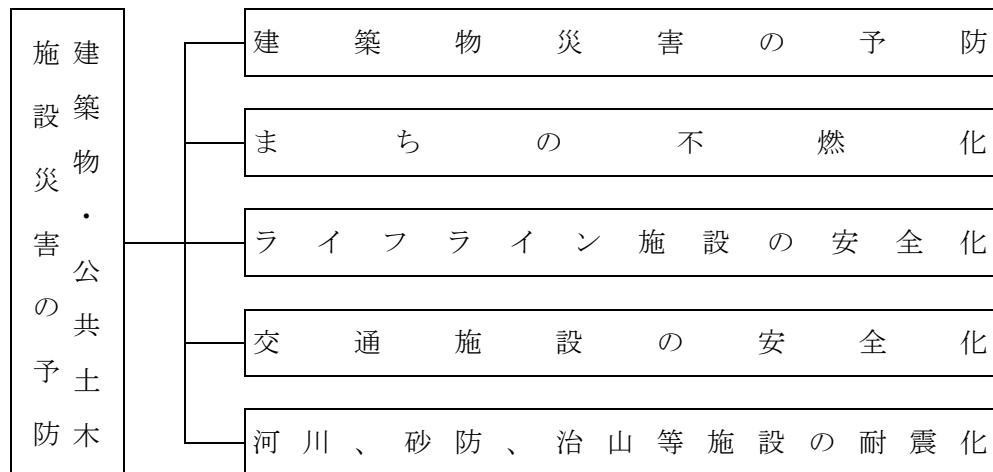 建築物・公共土木
施設災害の予防
建築物災害の予防
まちの不燃化
ライフライン施設の安全化
交通施設の安全化
河川、砂防、治山等施設の耐震化